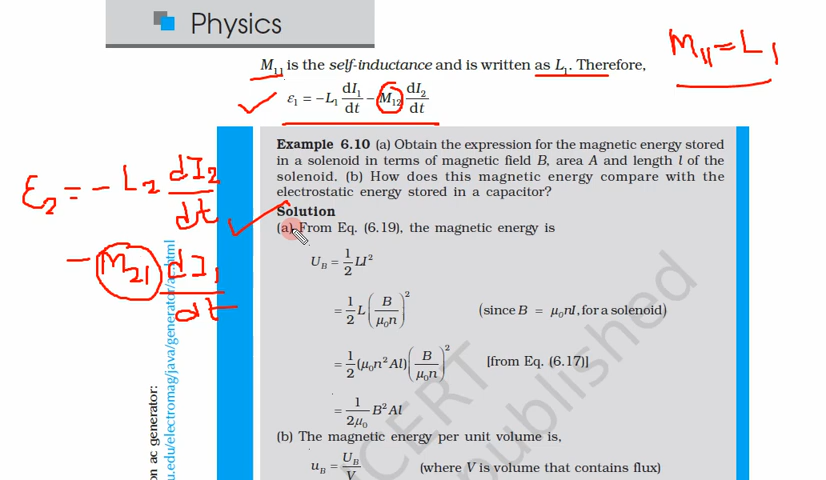 Physics
M₁₁ is the self-inductance and is written as L₁. Therefore,
M₁₁ = L₁
ε₁ = −L₁ dI₁/dt − M₁₂ dI₂/dt
Example 6.10 (a) Obtain the expression for the magnetic energy stored
in a solenoid in terms of magnetic field B, area A and length l of the
solenoid. (b) How does this magnetic energy compare with the
electrostatic energy stored in a capacitor?
ε₂ = − L₂ dI₂/dt
− M₂₁ dI₁/dt
Solution
(a) From Eq. (6.19), the magnetic energy is
U_B = 1/2 LI²
= 1/2 L (B/μ₀n)² (since B = μ₀nI, for a solenoid)
= 1/2 (μ₀n²Al) (B/μ₀n)² [from Eq. (6.17)]
= 1/2μ₀ B²Al
(b) The magnetic energy per unit volume is,
u_B = U_B/V (where V is volume that contains flux)
on ac generator:
u.edu/electromag/java/generator/ac.html
NCERT
published